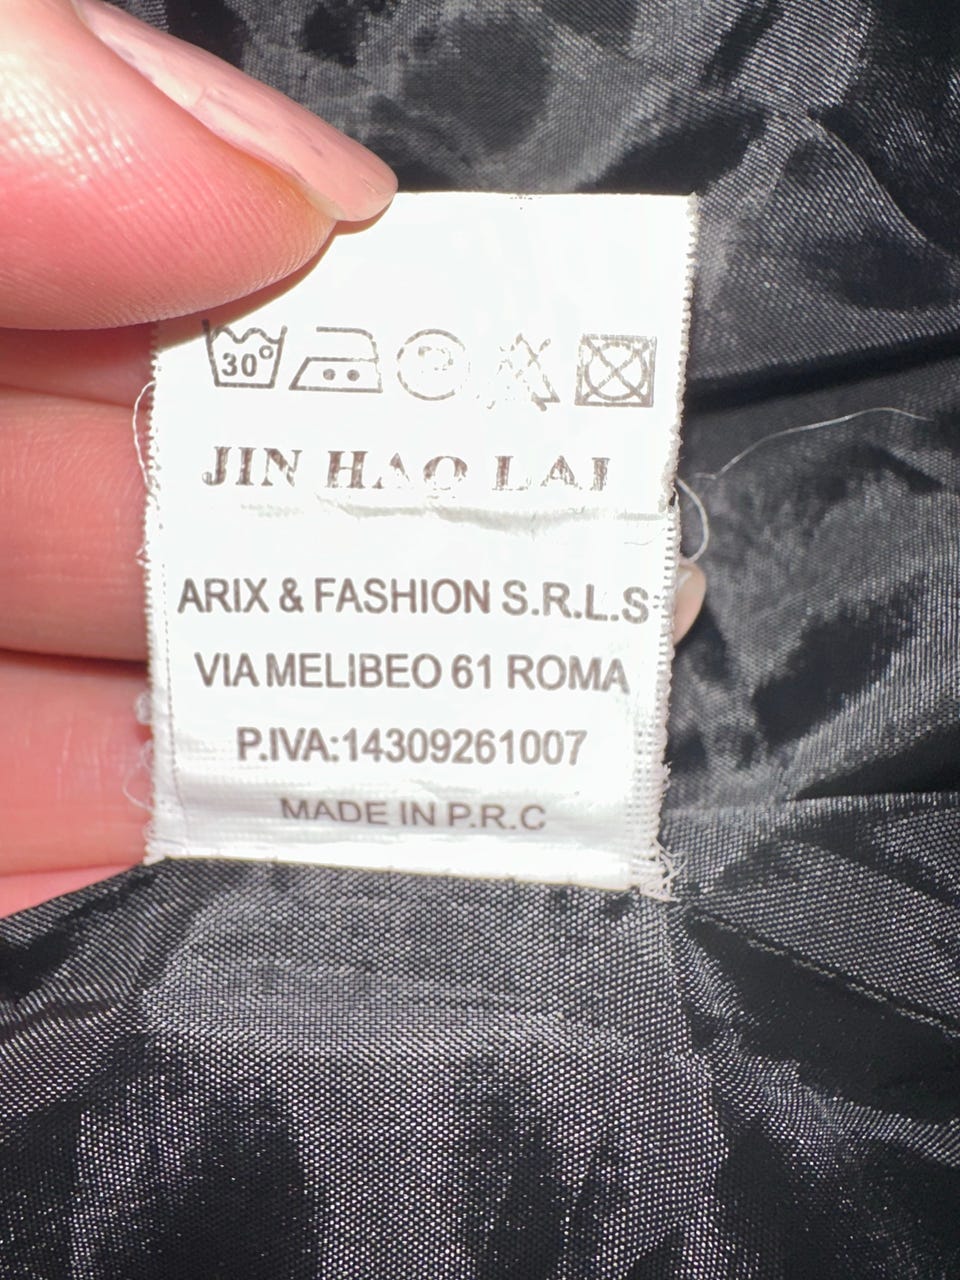 30°
P
JIN HAO LAI
ARIX & FASHION S.R.L.S
VIA MELIBEO 61 ROMA
P.IVA:14309261007
MADE IN P.R.C